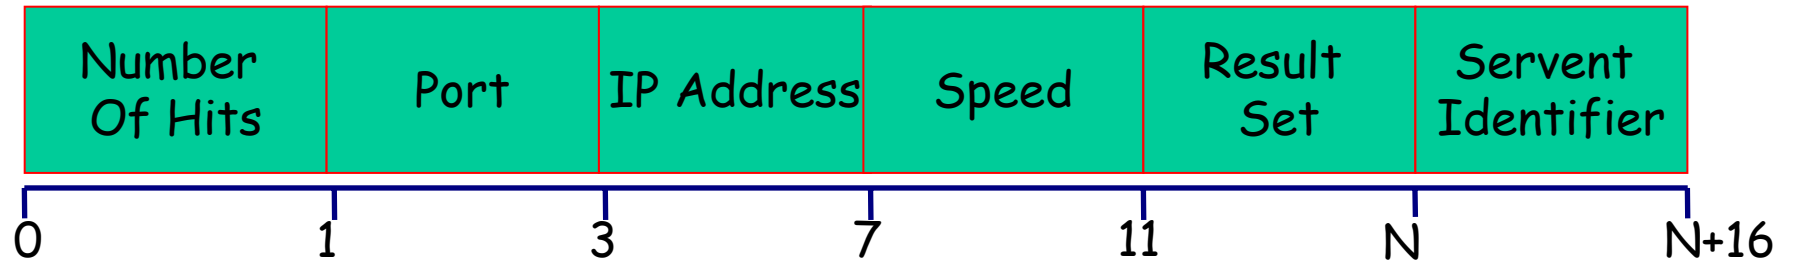 Number
Of Hits
Port
IP Address
Speed
Result
Set
Servent
Identifier
0
1
3
7
11
N
N+16